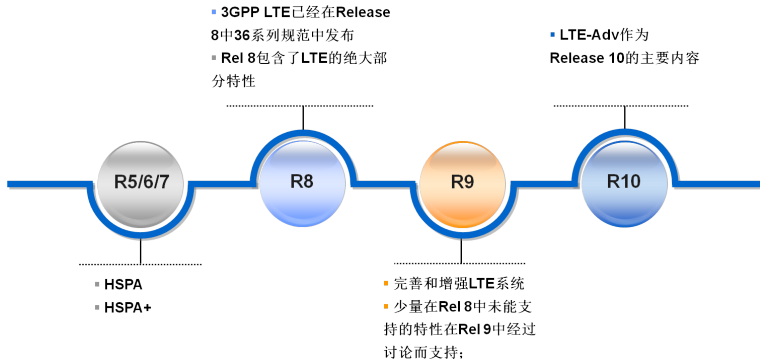 3GPP LTE已经在Release
8中36系列规范中发布
Rel 8包含了LTE的绝大部
分特性
LTE-Adv作为
Release 10的主要内容
R5/6/7
R8
R9
R10
HSPA
HSPA+
完善和增强LTE系统
少量在Rel 8中未能支
持的特性在Rel 9中经过
讨论而支持；